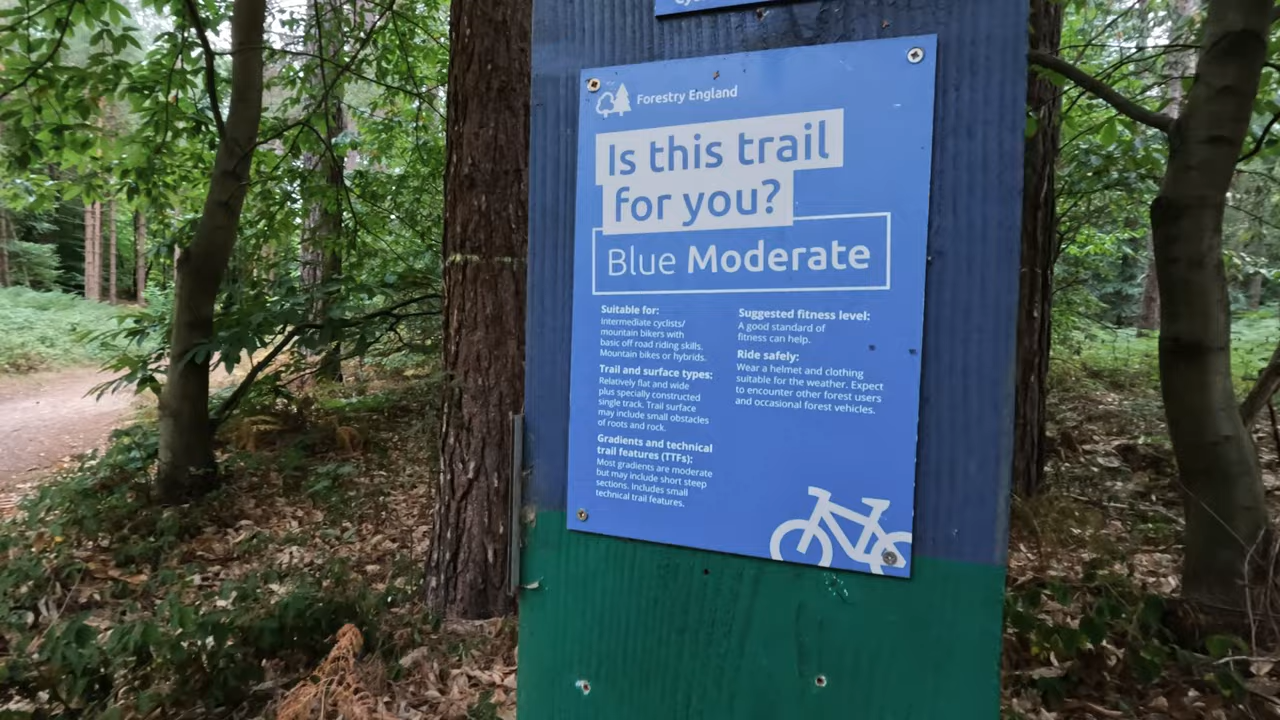 Forestry England
Is this trail
for you?
Blue Moderate
Suitable for:
Intermediate cyclists/
mountain bikers with
basic off road riding skills.
Mountain bikes or hybrids.
Trail and surface types:
Relatively flat and wide
plus specially constructed
single track. Trail surface
may include small obstacles
of roots and rock.
Gradients and technical
trail features (TTFs):
Most gradients are moderate
but may include short steep
sections. Includes small
technical trail features.
Suggested fitness level:
A good standard of
fitness can help.
Ride safely:
Wear a helmet and clothing
suitable for the weather. Expect
to encounter other forest users
and occasional forest vehicles.